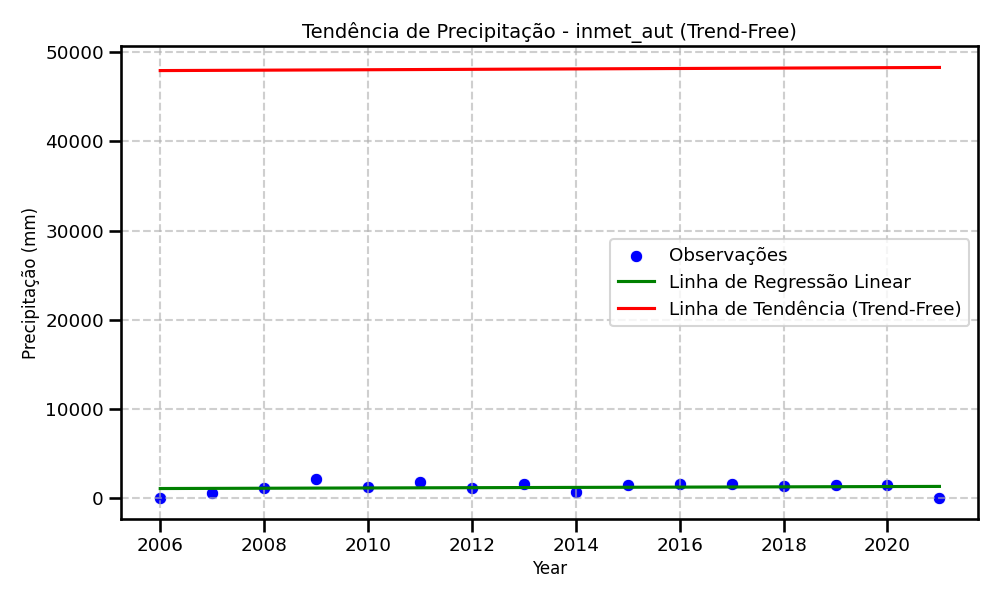 Tendência de Precipitação - inmet_aut (Trend-Free)
50000
40000
30000
20000
10000
0
Precipitação (mm)
Observações
Linha de Regressão Linear
Linha de Tendência (Trend-Free)
2006 2008 2010 2012 2014 2016 2018 2020
Year